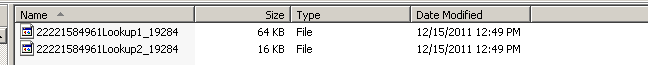 Name Size Type Date Modified
22221584961Lookup1_19284 64 KB File 12/15/2011 12:49 PM
22221584961Lookup2_19284 16 KB File 12/15/2011 12:49 PM